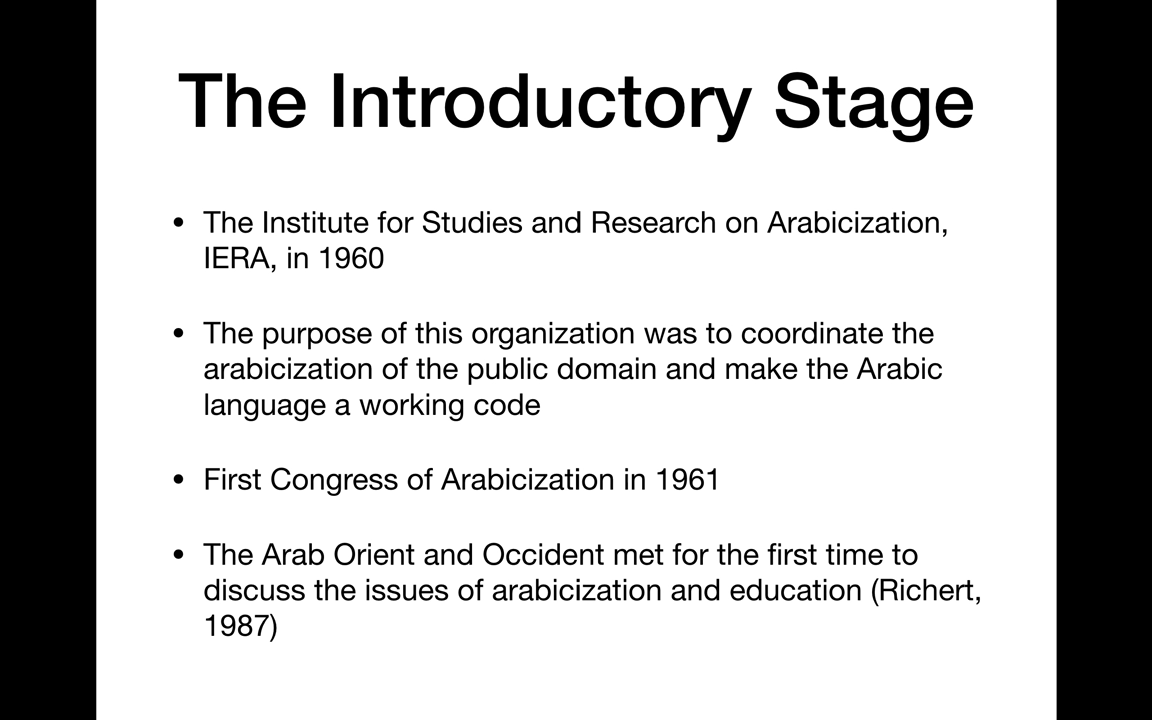 The Introductory Stage
• The Institute for Studies and Research on Arabicization,
IERA, in 1960
• The purpose of this organization was to coordinate the
arabicization of the public domain and make the Arabic
language a working code
• First Congress of Arabicization in 1961
• The Arab Orient and Occident met for the first time to
discuss the issues of arabicization and education (Richert,
1987)